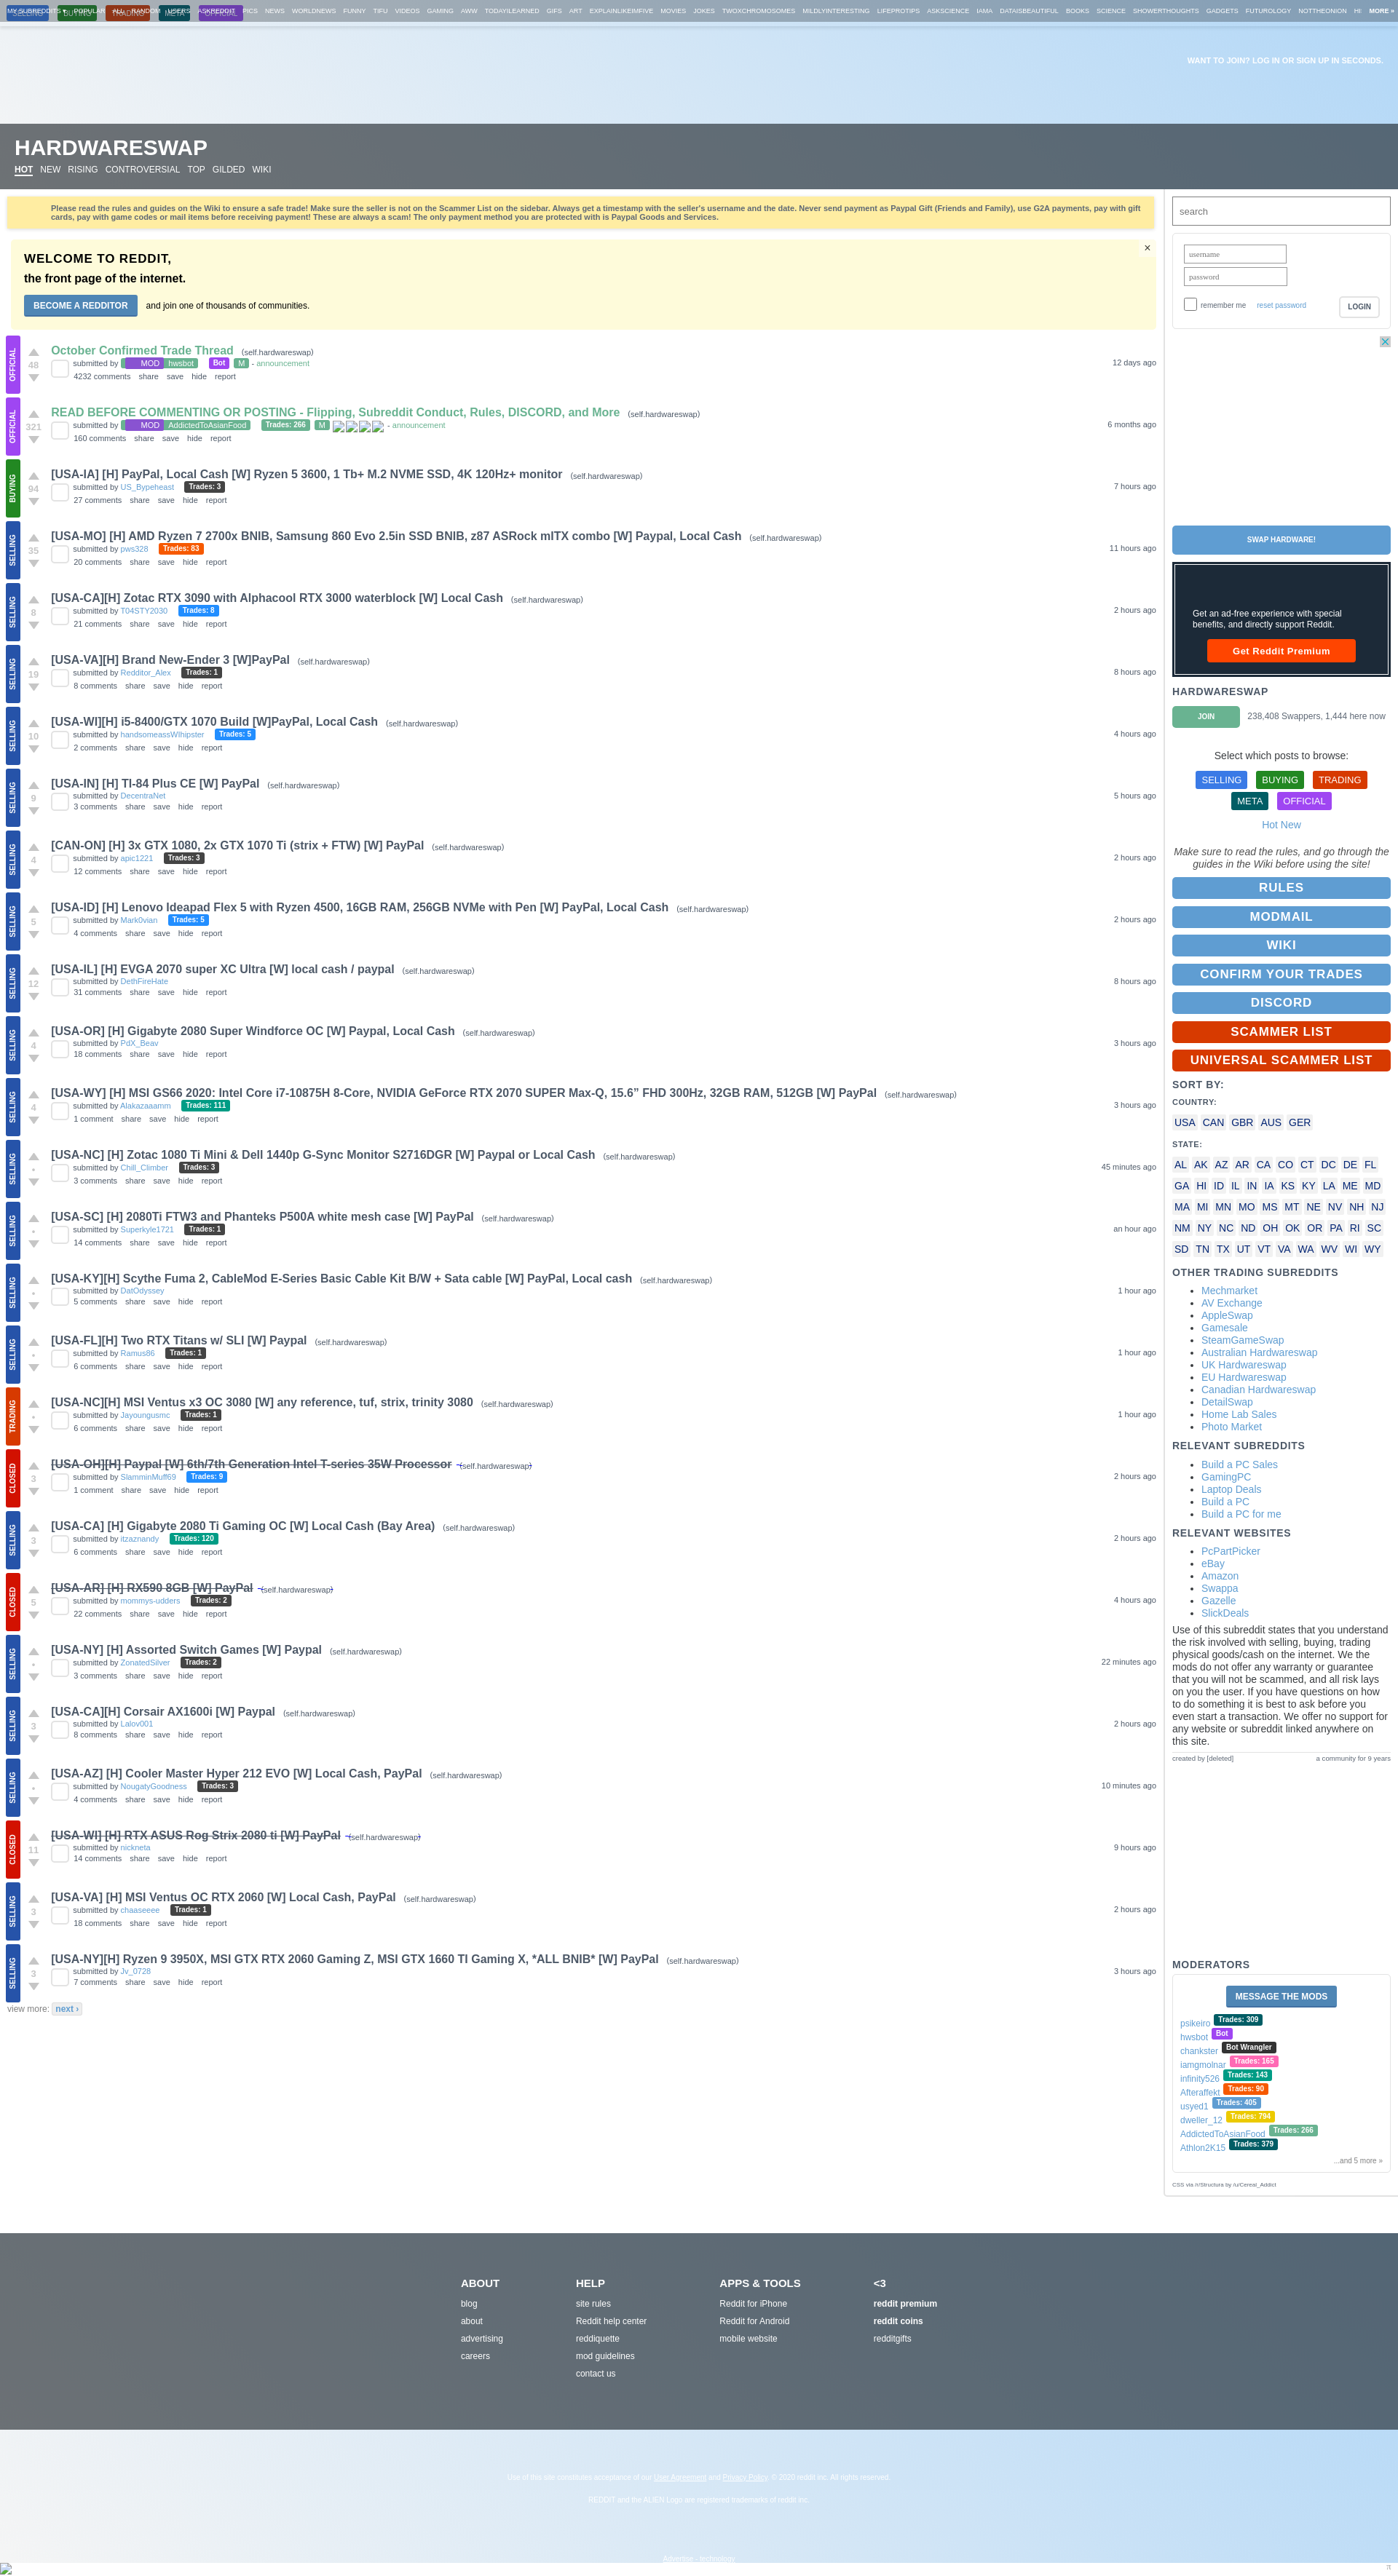 MY SUBREDDITS POPULAR ALL RANDOM USERS ASKREDDIT PICS NEWS WORLDNEWS FUNNY TIFU VIDEOS GAMING AWW TODAYILEARNED GIFS ART EXPLAINLIKEIMFIVE MOVIES JOKES TWOXCHROMOSOMES MILDLYINTERESTING LIFEPROTIPS ASKSCIENCE IAMA DATAISBEAUTIFUL BOOKS SCIENCE SHOWERTHOUGHTS GADGETS FUTUROLOGY NOTTHEONION MORE »
SELLING BUYING TRADING META OFFICIAL
WANT TO JOIN? LOG IN OR SIGN UP IN SECONDS.
HARDWARESWAP
HOT NEW RISING CONTROVERSIAL TOP GILDED WIKI
Please read the rules and guides on the Wiki to ensure a safe trade! Make sure the seller is not on the Scammer List on the sidebar. Always get a timestamp with the seller's username and the date. Never send payment as Paypal Gift (Friends and Family), use G2A payments, pay with gift
cards, pay with game codes or mail items before receiving payment! These are always a scam! The only payment method you are protected with is Paypal Goods and Services.
WELCOME TO REDDIT,
the front page of the internet.
BECOME A REDDITOR and join one of thousands of communities.
×
OFFICIAL
48
October Confirmed Trade Thread (self.hardwareswap)
submitted by MOD hwsbot Bot M - announcement
12 days ago
4232 comments share save hide report
OFFICIAL
321
READ BEFORE COMMENTING OR POSTING - Flipping, Subreddit Conduct, Rules, DISCORD, and More (self.hardwareswap)
submitted by MOD AddictedToAsianFood Trades: 266 M - announcement
6 months ago
160 comments share save hide report
BUYING
94
[USA-IA] [H] PayPal, Local Cash [W] Ryzen 5 3600, 1 Tb+ M.2 NVME SSD, 4K 120Hz+ monitor (self.hardwareswap)
submitted by US_Bypeheast Trades: 3
7 hours ago
27 comments share save hide report
SELLING
35
[USA-MO] [H] AMD Ryzen 7 2700x BNIB, Samsung 860 Evo 2.5in SSD BNIB, z87 ASRock mITX combo [W] Paypal, Local Cash (self.hardwareswap)
submitted by pws328 Trades: 83
11 hours ago
20 comments share save hide report
SELLING
8
[USA-CA][H] Zotac RTX 3090 with Alphacool RTX 3000 waterblock [W] Local Cash (self.hardwareswap)
submitted by T04STY2030 Trades: 8
2 hours ago
21 comments share save hide report
SELLING
19
[USA-VA][H] Brand New-Ender 3 [W]PayPal (self.hardwareswap)
submitted by Redditor_Alex Trades: 1
8 hours ago
8 comments share save hide report
SELLING
10
[USA-WI][H] i5-8400/GTX 1070 Build [W]PayPal, Local Cash (self.hardwareswap)
submitted by handsomeassWIhipster Trades: 5
4 hours ago
2 comments share save hide report
SELLING
9
[USA-IN] [H] TI-84 Plus CE [W] PayPal (self.hardwareswap)
submitted by DecentraNet
5 hours ago
3 comments share save hide report
SELLING
4
[CAN-ON] [H] 3x GTX 1080, 2x GTX 1070 Ti (strix + FTW) [W] PayPal (self.hardwareswap)
submitted by apic1221 Trades: 3
2 hours ago
12 comments share save hide report
SELLING
5
[USA-ID] [H] Lenovo Ideapad Flex 5 with Ryzen 4500, 16GB RAM, 256GB NVMe with Pen [W] PayPal, Local Cash (self.hardwareswap)
submitted by Mark0vian Trades: 5
2 hours ago
4 comments share save hide report
SELLING
12
[USA-IL] [H] EVGA 2070 super XC Ultra [W] local cash / paypal (self.hardwareswap)
submitted by DethFireHate
8 hours ago
31 comments share save hide report
SELLING
4
[USA-OR] [H] Gigabyte 2080 Super Windforce OC [W] Paypal, Local Cash (self.hardwareswap)
submitted by PdX_Beav
3 hours ago
18 comments share save hide report
SELLING
4
[USA-WY] [H] MSI GS66 2020: Intel Core i7-10875H 8-Core, NVIDIA GeForce RTX 2070 SUPER Max-Q, 15.6” FHD 300Hz, 32GB RAM, 512GB [W] PayPal (self.hardwareswap)
submitted by Alakazaaamm Trades: 111
3 hours ago
1 comment share save hide report
SELLING
•
[USA-NC] [H] Zotac 1080 Ti Mini & Dell 1440p G-Sync Monitor S2716DGR [W] Paypal or Local Cash (self.hardwareswap)
submitted by Chill_Climber Trades: 3
45 minutes ago
3 comments share save hide report
SELLING
•
[USA-SC] [H] 2080Ti FTW3 and Phanteks P500A white mesh case [W] PayPal (self.hardwareswap)
submitted by Superkyle1721 Trades: 1
an hour ago
14 comments share save hide report
SELLING
•
[USA-KY][H] Scythe Fuma 2, CableMod E-Series Basic Cable Kit B/W + Sata cable [W] PayPal, Local cash (self.hardwareswap)
submitted by DatOdyssey
1 hour ago
5 comments share save hide report
SELLING
•
[USA-FL][H] Two RTX Titans w/ SLI [W] Paypal (self.hardwareswap)
submitted by Ramus86 Trades: 1
1 hour ago
6 comments share save hide report
TRADING
•
[USA-NC][H] MSI Ventus x3 OC 3080 [W] any reference, tuf, strix, trinity 3080 (self.hardwareswap)
submitted by Jayoungusmc Trades: 1
1 hour ago
6 comments share save hide report
CLOSED
3
[USA-OH][H] Paypal [W] 6th/7th Generation Intel T-series 35W Processor (self.hardwareswap)
submitted by SlamminMuff69 Trades: 9
2 hours ago
1 comment share save hide report
SELLING
3
[USA-CA] [H] Gigabyte 2080 Ti Gaming OC [W] Local Cash (Bay Area) (self.hardwareswap)
submitted by itzaznandy Trades: 120
2 hours ago
6 comments share save hide report
CLOSED
5
[USA-AR] [H] RX590 8GB [W] PayPal (self.hardwareswap)
submitted by mommys-udders Trades: 2
4 hours ago
22 comments share save hide report
SELLING
•
[USA-NY] [H] Assorted Switch Games [W] Paypal (self.hardwareswap)
submitted by ZonatedSilver Trades: 2
22 minutes ago
3 comments share save hide report
SELLING
3
[USA-CA][H] Corsair AX1600i [W] Paypal (self.hardwareswap)
submitted by Lalov001
2 hours ago
8 comments share save hide report
SELLING
•
[USA-AZ] [H] Cooler Master Hyper 212 EVO [W] Local Cash, PayPal (self.hardwareswap)
submitted by NougatyGoodness Trades: 3
10 minutes ago
4 comments share save hide report
CLOSED
11
[USA-WI] [H] RTX ASUS Rog Strix 2080 ti [W] PayPal (self.hardwareswap)
submitted by nickneta
9 hours ago
14 comments share save hide report
SELLING
3
[USA-VA] [H] MSI Ventus OC RTX 2060 [W] Local Cash, PayPal (self.hardwareswap)
submitted by chaaseeee Trades: 1
2 hours ago
18 comments share save hide report
SELLING
3
[USA-NY][H] Ryzen 9 3950X, MSI GTX RTX 2060 Gaming Z, MSI GTX 1660 TI Gaming X, *ALL BNIB* [W] PayPal (self.hardwareswap)
submitted by Jv_0728
3 hours ago
7 comments share save hide report
view more: next ›
search
username
password
remember me reset password LOGIN
SWAP HARDWARE!
Get an ad-free experience with special
benefits, and directly support Reddit.
Get Reddit Premium
HARDWARESWAP
JOIN 238,408 Swappers, 1,444 here now
Select which posts to browse:
SELLING BUYING TRADING
META OFFICIAL
Hot New
Make sure to read the rules, and go through the
guides in the Wiki before using the site!
RULES
MODMAIL
WIKI
CONFIRM YOUR TRADES
DISCORD
SCAMMER LIST
UNIVERSAL SCAMMER LIST
SORT BY:
COUNTRY:
USA CAN GBR AUS GER
STATE:
AL AK AZ AR CA CO CT DC DE FL
GA HI ID IL IN IA KS KY LA ME MD
MA MI MN MO MS MT NE NV NH NJ
NM NY NC ND OH OK OR PA RI SC
SD TN TX UT VT VA WA WV WI WY
OTHER TRADING SUBREDDITS
Mechmarket
AV Exchange
AppleSwap
Gamesale
SteamGameSwap
Australian Hardwareswap
UK Hardwareswap
EU Hardwareswap
Canadian Hardwareswap
DetailSwap
Home Lab Sales
Photo Market
RELEVANT SUBREDDITS
Build a PC Sales
GamingPC
Laptop Deals
Build a PC
Build a PC for me
RELEVANT WEBSITES
PcPartPicker
eBay
Amazon
Swappa
Gazelle
SlickDeals
Use of this subreddit states that you understand
the risk involved with selling, buying, trading
physical goods/cash on the internet. We the
mods do not offer any warranty or guarantee
that you will not be scammed, and all risk lays
on you the user. If you have questions on how
to do something it is best to ask before you
even start a transaction. We offer no support for
any website or subreddit linked anywhere on
this site.
created by [deleted] a community for 9 years
MODERATORS
MESSAGE THE MODS
psikeiro Trades: 309
hwsbot Bot
chankster Bot Wrangler
iamgmolnar Trades: 165
infinity526 Trades: 143
Afteraffekt Trades: 90
usyed1 Trades: 405
dweller_12 Trades: 794
AddictedToAsianFood Trades: 266
Athlon2K15 Trades: 379
...and 5 more »
CSS via /r/Structura by /u/Cereal_Addict
ABOUT
blog
about
advertising
careers
HELP
site rules
Reddit help center
reddiquette
mod guidelines
contact us
APPS & TOOLS
Reddit for iPhone
Reddit for Android
mobile website
<3
reddit premium
reddit coins
redditgifts
Use of this site constitutes acceptance of our User Agreement and Privacy Policy. © 2020 reddit inc. All rights reserved.
REDDIT and the ALIEN Logo are registered trademarks of reddit inc.
Advertise - technology
π